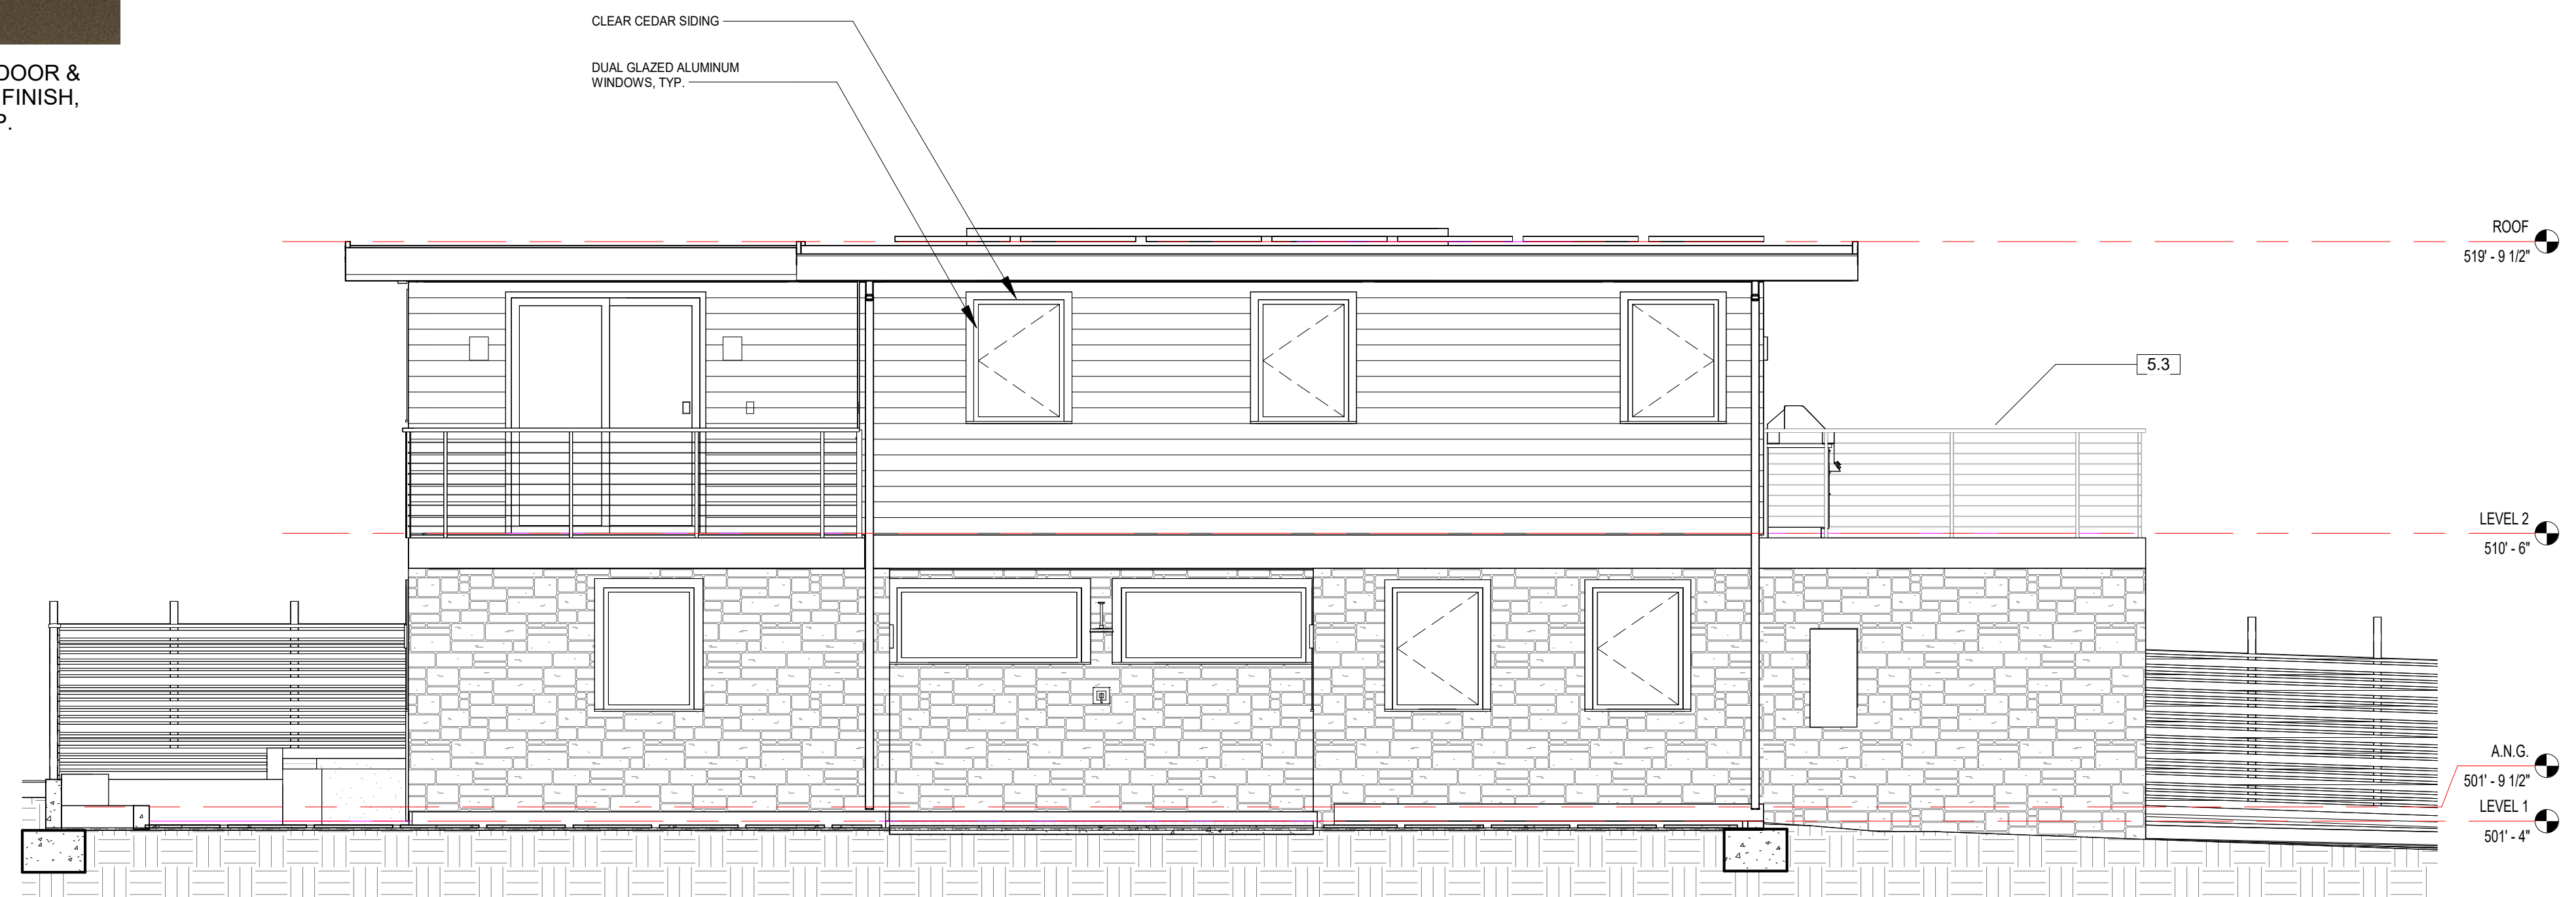 DOOR &
FINISH,
P.
CLEAR CEDAR SIDING
DUAL GLAZED ALUMINUM
WINDOWS, TYP.
ROOF
519' - 9 1/2"
5.3
LEVEL 2
510' - 6"
A.N.G.
501' - 9 1/2"
LEVEL 1
501' - 4"